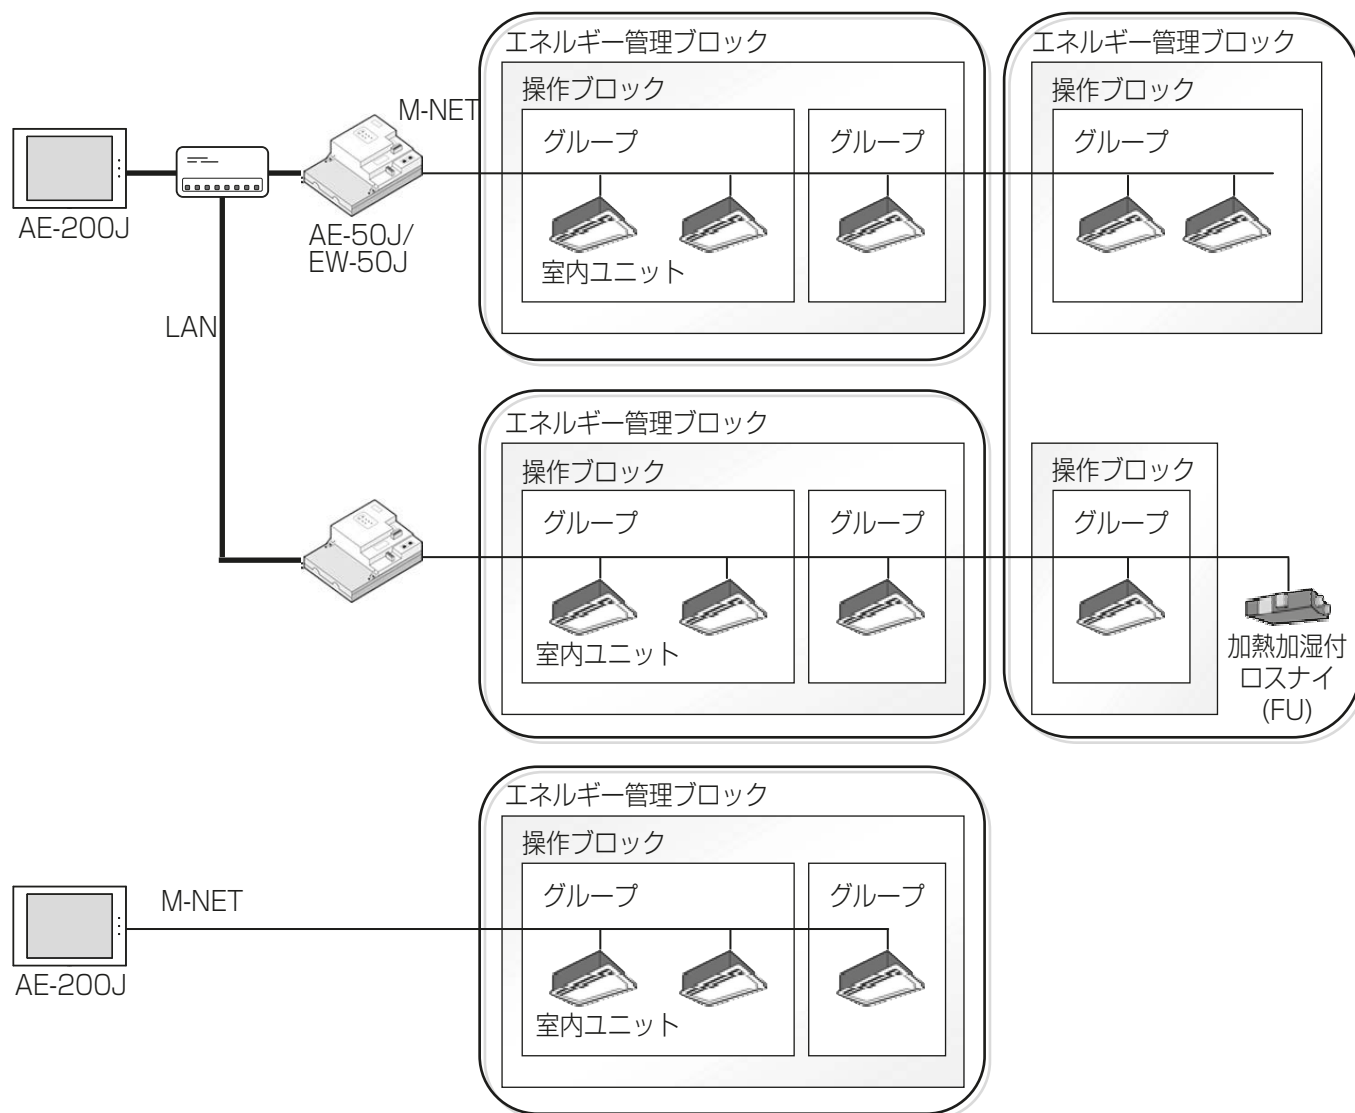 エネルギー管理ブロック
操作ブロック
グループ
グループ
エネルギー管理ブロック
操作ブロック
グループ
M-NET
AE-200J
AE-50J/
EW-50J
室内ユニット
LAN
エネルギー管理ブロック
操作ブロック
グループ
グループ
操作ブロック
グループ
室内ユニット
加熱加湿付
ロスナイ
(FU)
エネルギー管理ブロック
操作ブロック
グループ
グループ
M-NET
AE-200J
室内ユニット